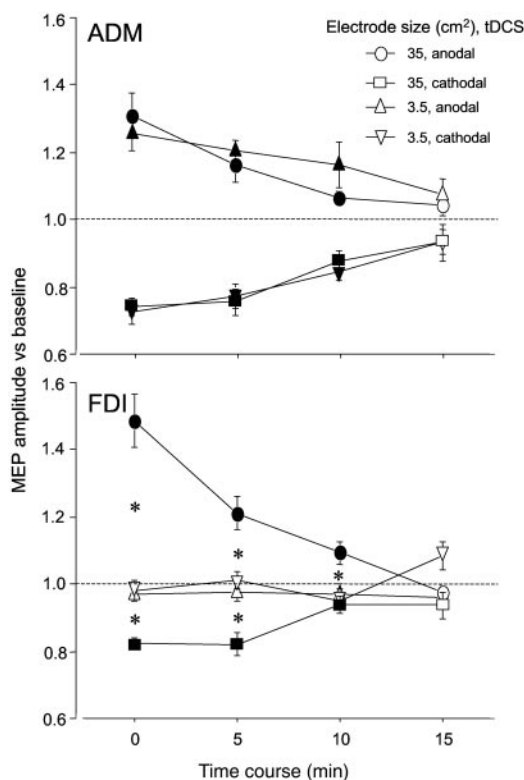 ADM
Electrode size (cm²), tDCS
35, anodal
35, cathodal
3.5, anodal
3.5, cathodal
1.6
1.4
1.2
1.0
0.8
0.6
MEP amplitude vs baseline
FDI
1.6
1.4
1.2
1.0
0.8
0.6
*
*
*
*
*
0 5 10 15
Time course (min)